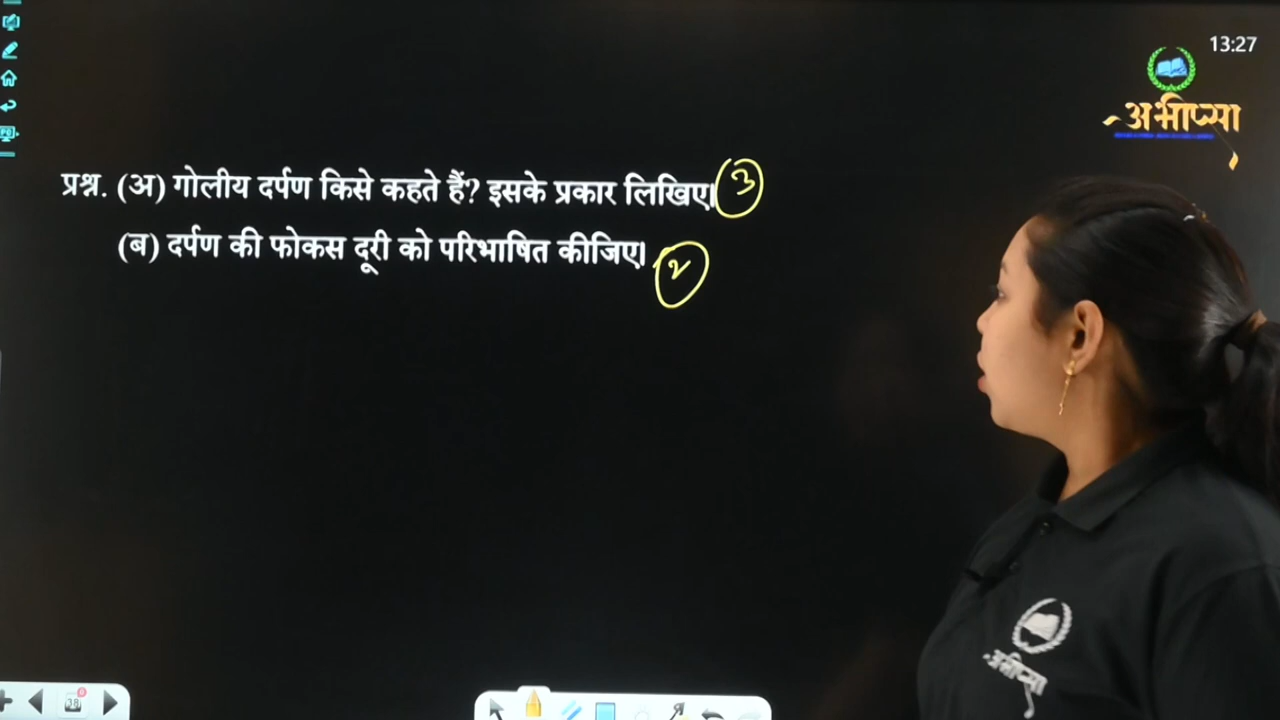 13:27
अभीप्सा
प्रश्न. (अ) गोलीय दर्पण किसे कहते हैं? इसके प्रकार लिखिए। 3
(ब) दर्पण की फोकस दूरी को परिभाषित कीजिए। 2
अभीप्सा